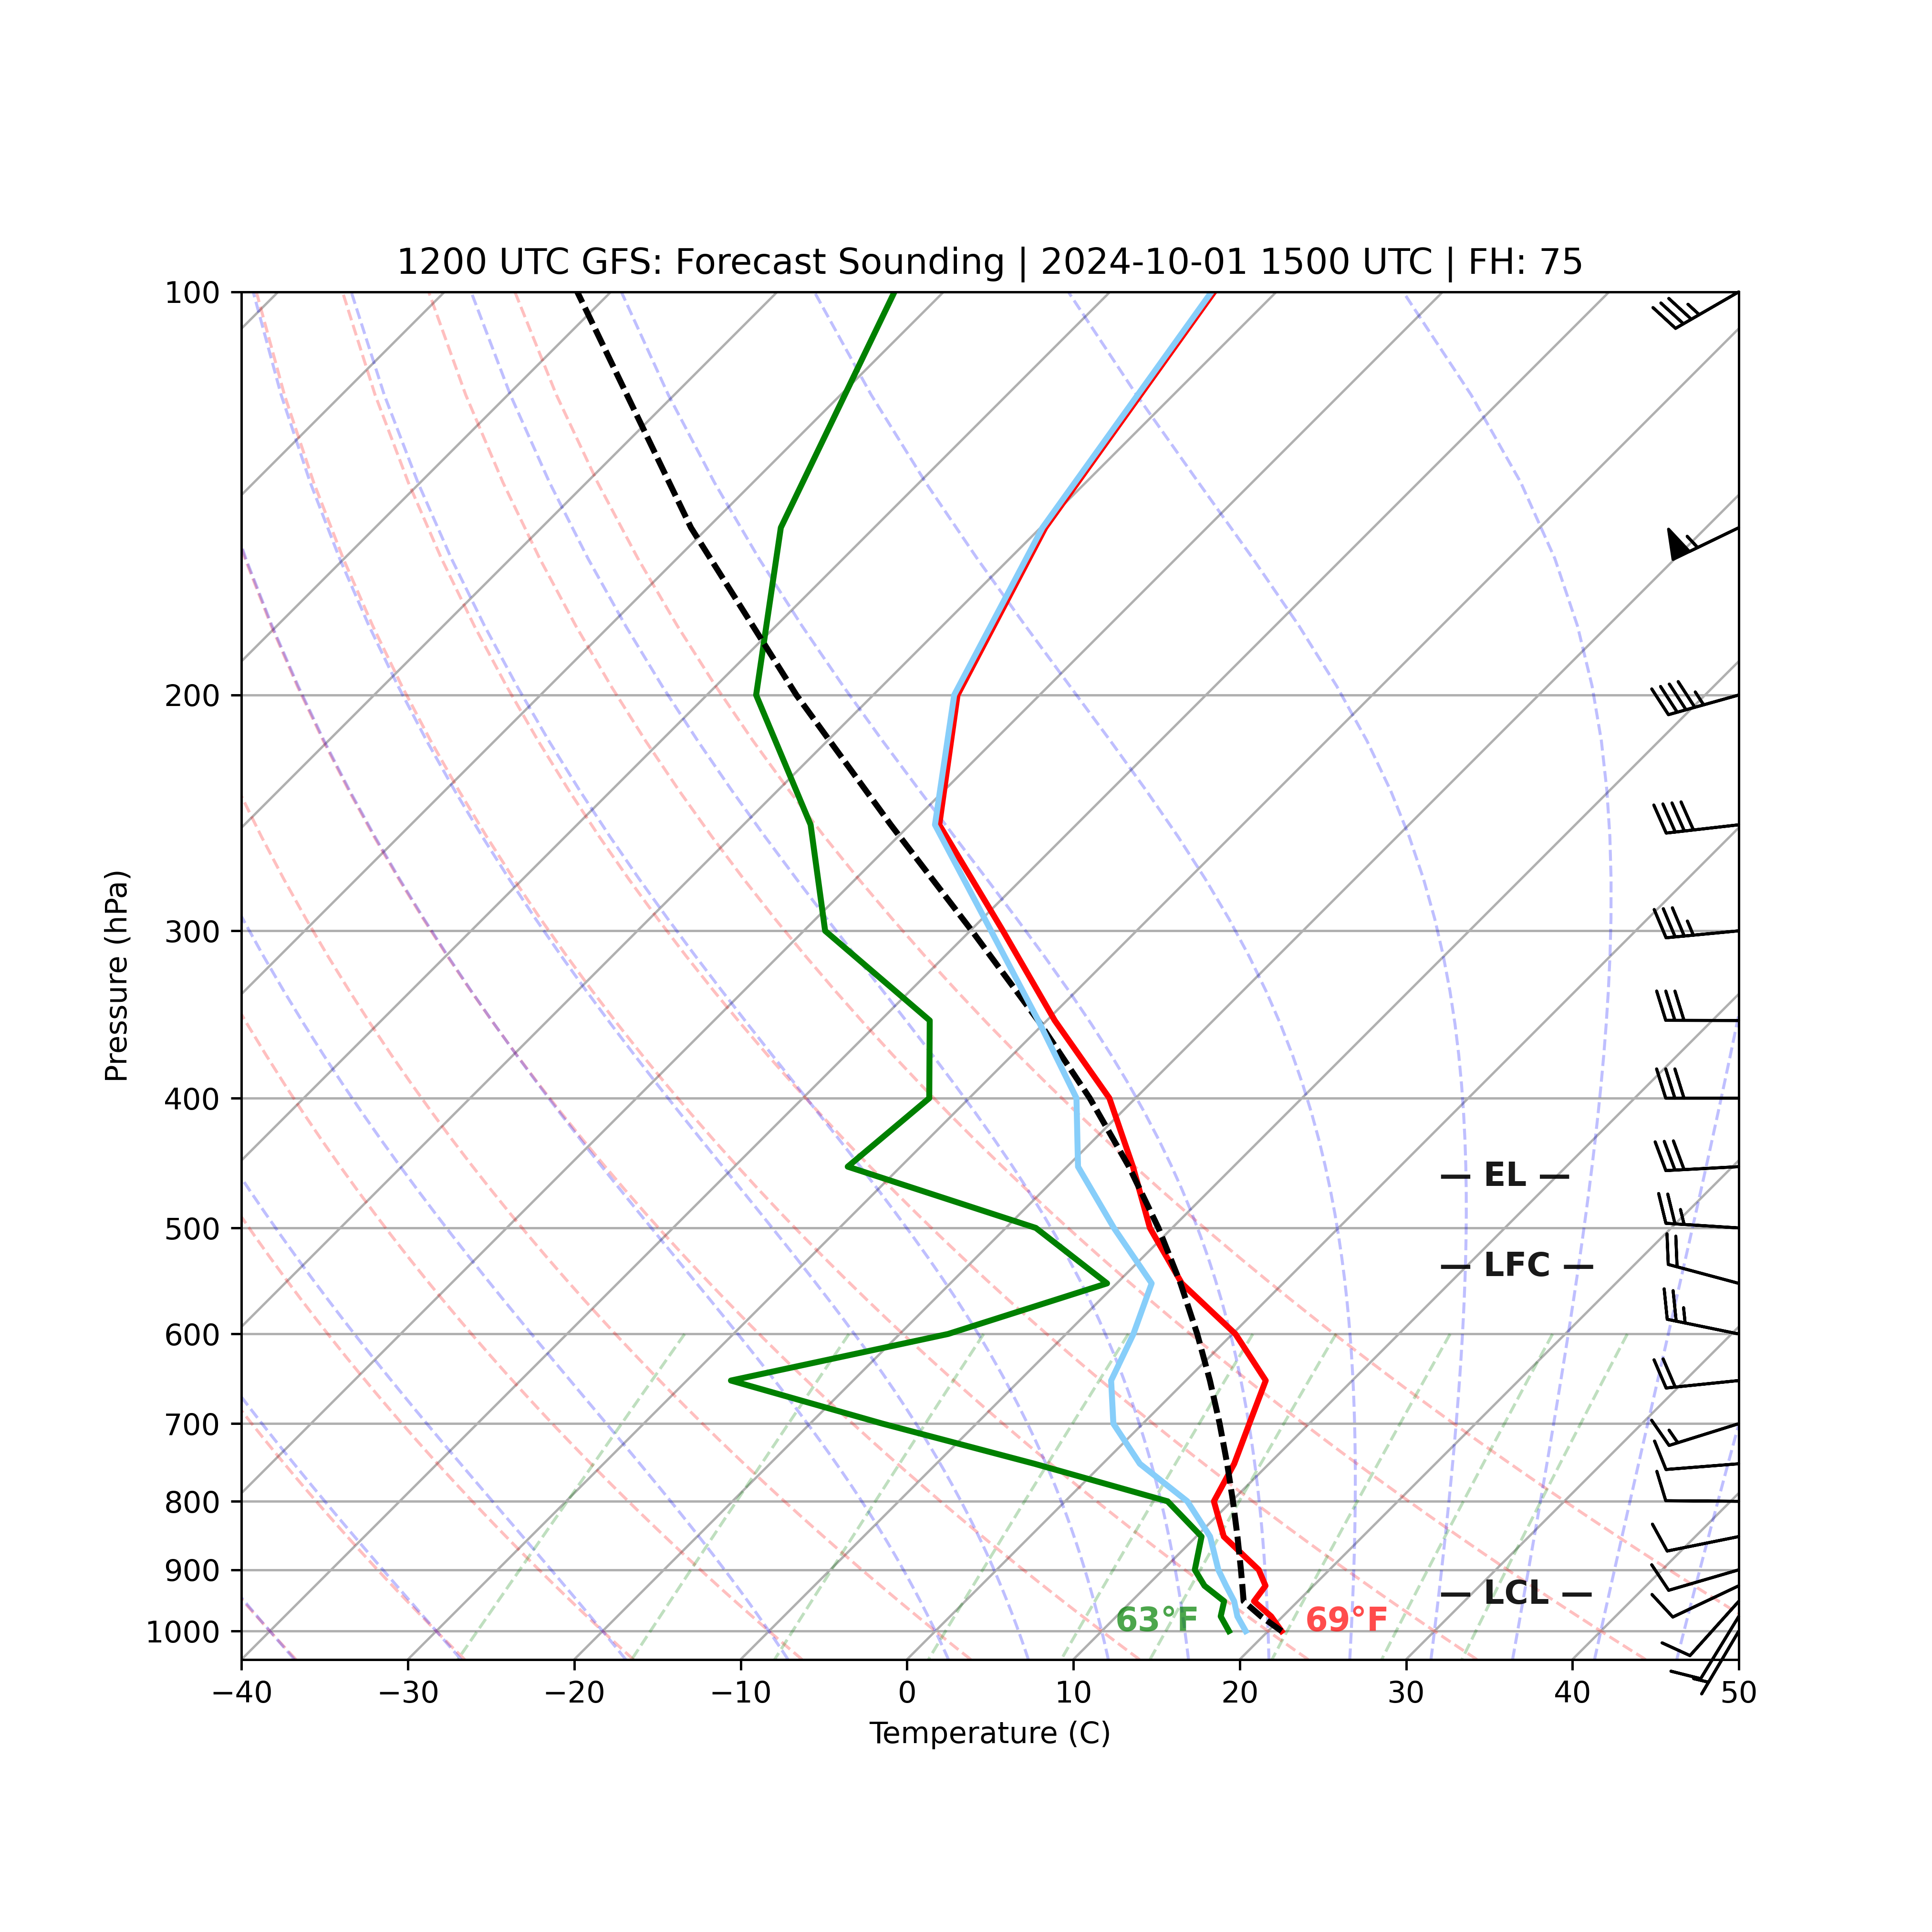 1200 UTC GFS: Forecast Sounding | 2024-10-01 1500 UTC | FH: 75
100
200
300
400
500
600
700
800
900
1000
Pressure (hPa)
— EL —
— LFC —
— LCL —
63°F
69°F
−40
−30
−20
−10
0
10
20
30
40
50
Temperature (C)